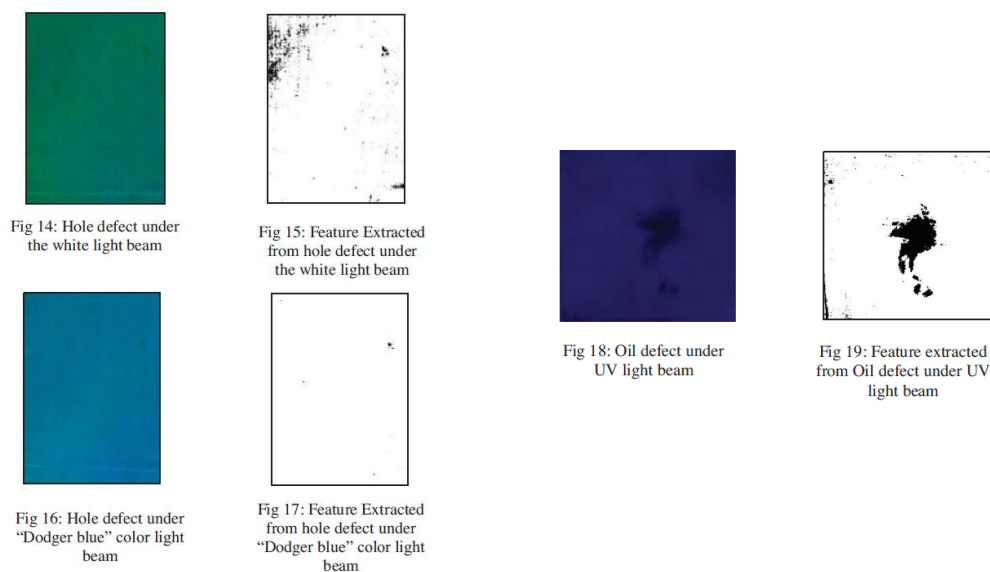 Fig 14: Hole defect under
the white light beam
Fig 15: Feature Extracted
from hole defect under
the white light beam
Fig 16: Hole defect under
“Dodger blue” color light
beam
Fig 17: Feature Extracted
from hole defect under
“Dodger blue” color light
beam
Fig 18: Oil defect under
UV light beam
Fig 19: Feature extracted
from Oil defect under UV
light beam